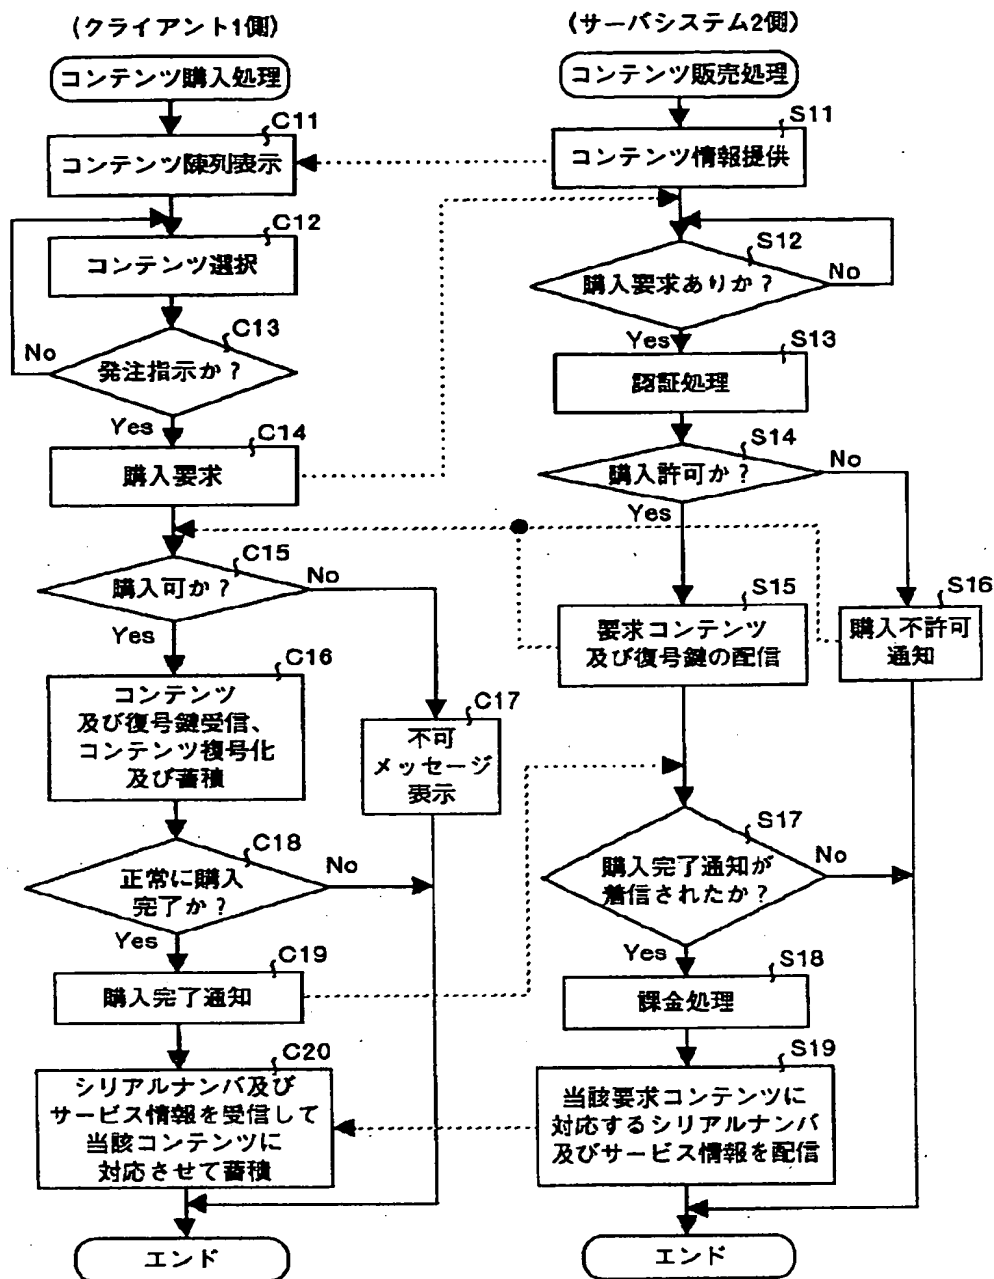 (クライアント1側)
コンテンツ購入処理
C11
コンテンツ陳列表示
C12
コンテンツ選択
C13
発注指示か?
No
Yes
C14
購入要求
C15
購入可か?
No
Yes
C16
コンテンツ
及び復号鍵受信、
コンテンツ復号化
及び蓄積
C17
不可
メッセージ
表示
C18
正常に購入
完了か?
No
Yes
C19
購入完了通知
C20
シリアルナンバ及び
サービス情報を受信して
当該コンテンツに
対応させて蓄積
エンド
(サーバシステム2側)
コンテンツ販売処理
S11
コンテンツ情報提供
S12
購入要求ありか?
No
Yes
S13
認証処理
S14
購入許可か?
No
Yes
S15
要求コンテンツ
及び復号鍵の配信
S16
購入不許可
通知
S17
購入完了通知が
着信されたか?
No
Yes
S18
課金処理
S19
当該要求コンテンツに
対応するシリアルナンバ
及びサービス情報を配信
エンド